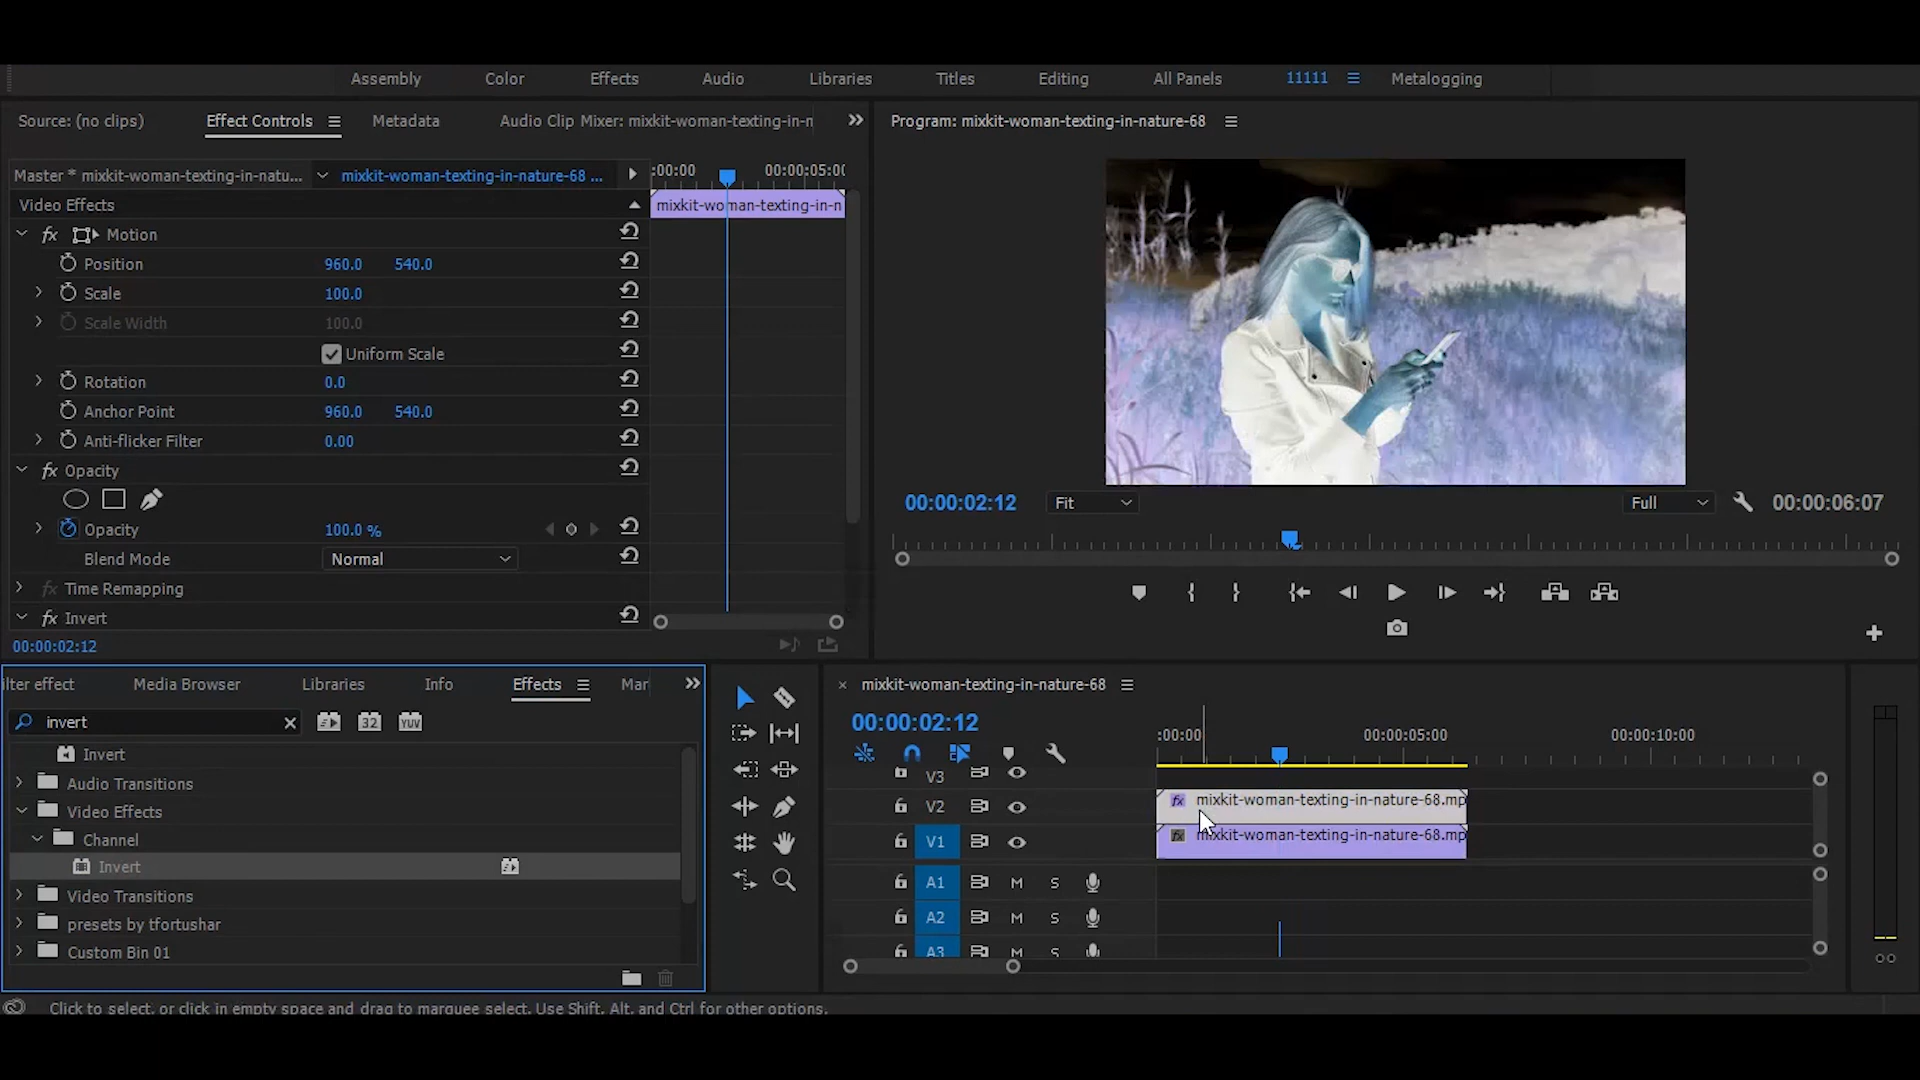 Assembly
Color
Effects
Audio
Libraries
Titles
Editing
All Panels
11111
Metalogging
Source: (no clips)
Effect Controls
Metadata
Audio Clip Mixer: mixkit-woman-texting-in-n
Program: mixkit-woman-texting-in-nature-68
Master * mixkit-woman-texting-in-natu...
mixkit-woman-texting-in-nature-68 ...
:00:00
00:00:05:00
Video Effects
mixkit-woman-texting-in-n
fx Motion
Position 960.0 540.0
Scale 100.0
Scale Width 100.0
Uniform Scale
Rotation 0.0
Anchor Point 960.0 540.0
Anti-flicker Filter 0.00
fx Opacity
Opacity 100.0 %
Blend Mode Normal
fx Time Remapping
fx Invert
00:00:02:12
00:00:02:12
Fit
Full
00:00:06:07
ilter effect
Media Browser
Libraries
Info
Effects
Mar
invert
32
YUV
Invert
Audio Transitions
Video Effects
Channel
Invert
Video Transitions
presets by tfortushar
Custom Bin 01
mixkit-woman-texting-in-nature-68
00:00:02:12
:00:00
00:00:05:00
00:00:10:00
V3
V2
fx mixkit-woman-texting-in-nature-68.mp
V1
fx mixkit-woman-texting-in-nature-68.mp
A1 M S
A2 M S
A3 M S
Click to select, or click in empty space and drag to marquee select. Use Shift, Alt, and Ctrl for other options.